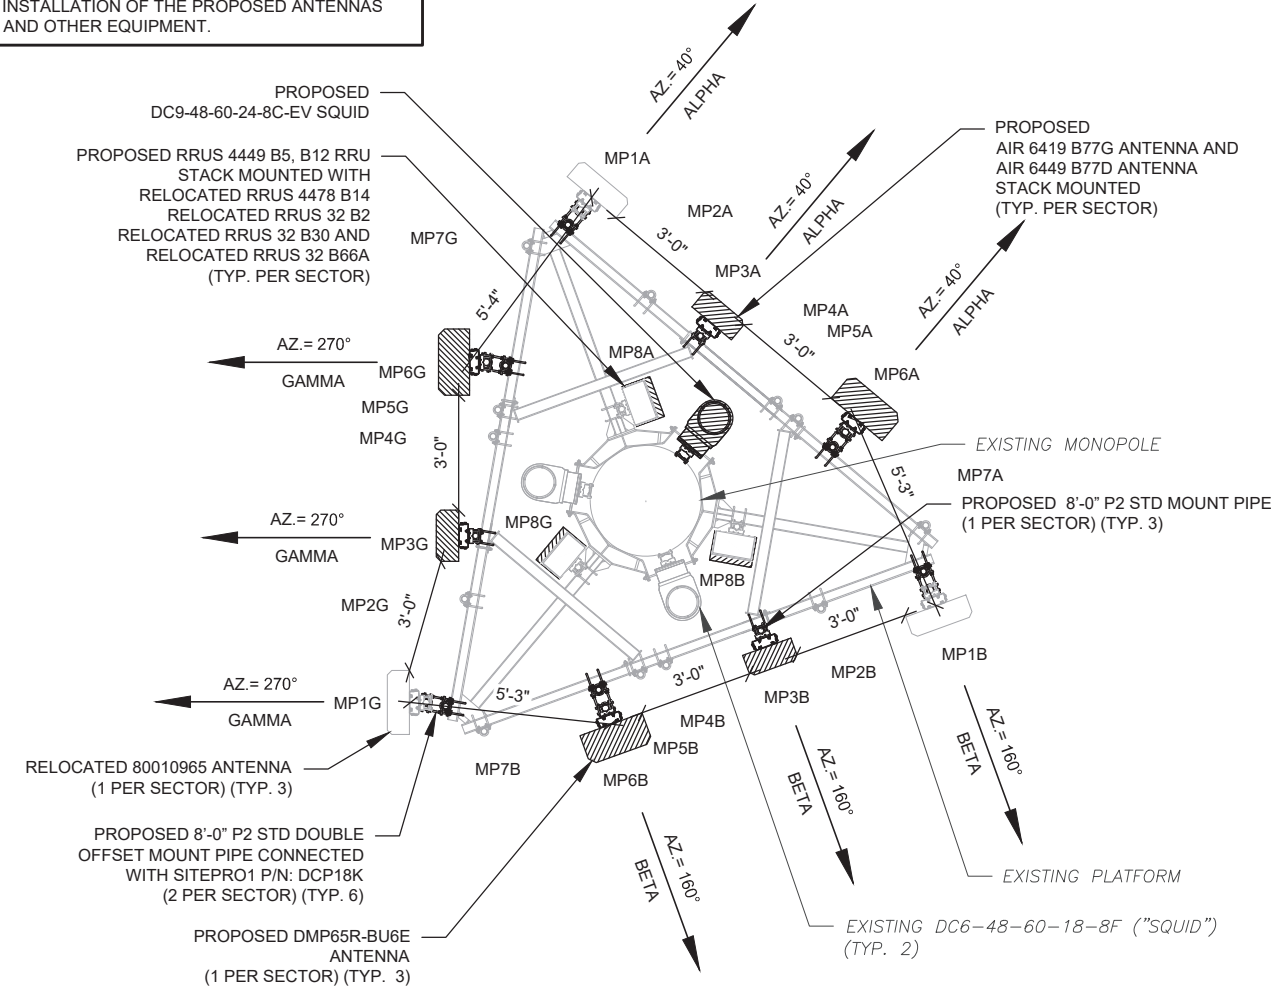 INSTALLATION OF THE PROPOSED ANTENNAS
AND OTHER EQUIPMENT.
PROPOSED
DC9-48-60-24-8C-EV SQUID
PROPOSED RRUS 4449 B5, B12 RRU
STACK MOUNTED WITH
RELOCATED RRUS 4478 B14
RELOCATED RRUS 32 B2
RELOCATED RRUS 32 B30 AND
RELOCATED RRUS 32 B66A
(TYP. PER SECTOR)
AZ.= 40°
ALPHA
AZ.= 40°
ALPHA
AZ.= 40°
ALPHA
PROPOSED
AIR 6419 B77G ANTENNA AND
AIR 6449 B77D ANTENNA
STACK MOUNTED
(TYP. PER SECTOR)
MP1A
MP2A
3'-0"
MP3A
MP4A
MP5A
3'-0"
MP6A
MP7G
5'-4"
MP8A
AZ.= 270°
GAMMA
MP6G
MP5G
MP4G
3'-0"
EXISTING MONOPOLE
5'-3"
MP7A
PROPOSED 8'-0" P2 STD MOUNT PIPE
(1 PER SECTOR) (TYP. 3)
AZ.= 270°
GAMMA
MP3G
MP8G
MP8B
MP2G
3'-0"
3'-0"
MP1B
MP2B
3'-0"
MP3B
MP4B
MP5B
MP6B
5'-3"
MP7B
AZ.= 270°
GAMMA
MP1G
RELOCATED 80010965 ANTENNA
(1 PER SECTOR) (TYP. 3)
PROPOSED 8'-0" P2 STD DOUBLE
OFFSET MOUNT PIPE CONNECTED
WITH SITEPRO1 P/N: DCP18K
(2 PER SECTOR) (TYP. 6)
PROPOSED DMP65R-BU6E
ANTENNA
(1 PER SECTOR) (TYP. 3)
AZ.= 160°
BETA
AZ.= 160°
BETA
AZ.= 160°
BETA
EXISTING PLATFORM
EXISTING DC6-48-60-18-8F ("SQUID")
(TYP. 2)